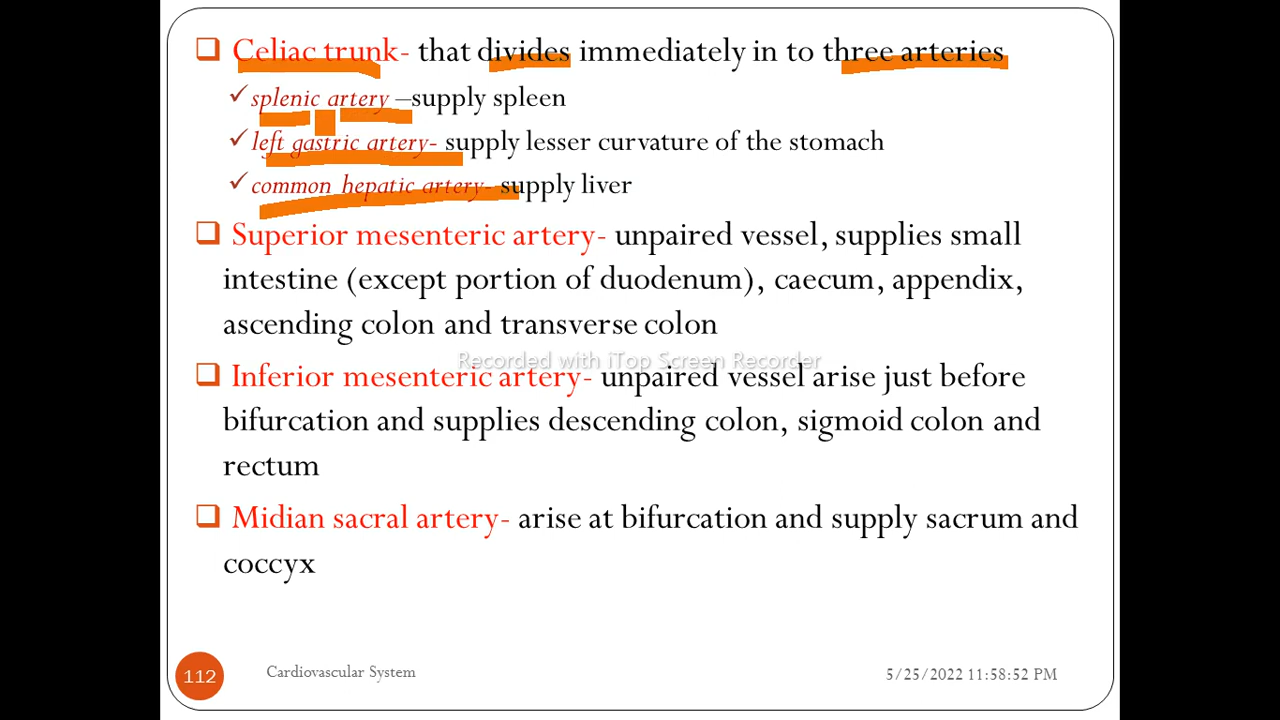 Celiac trunk- that divides immediately in to three arteries
splenic artery –supply spleen
left gastric artery- supply lesser curvature of the stomach
common hepatic artery- supply liver
Superior mesenteric artery- unpaired vessel, supplies small
intestine (except portion of duodenum), caecum, appendix,
ascending colon and transverse colon
Recorded with iTop Screen Recorder
Inferior mesenteric artery- unpaired vessel arise just before
bifurcation and supplies descending colon, sigmoid colon and
rectum
Midian sacral artery- arise at bifurcation and supply sacrum and
coccyx
112 Cardiovascular System 5/25/2022 11:58:52 PM